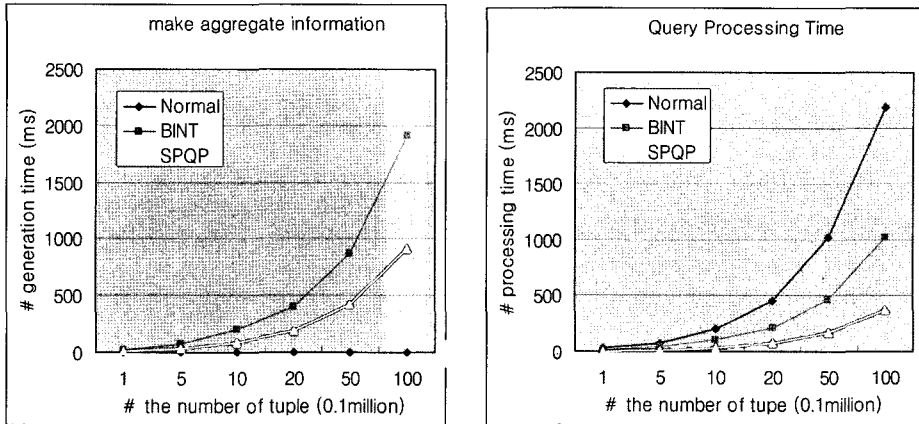 make aggregate information
2500
2000
1500
1000
500
0
# generation time (ms)
Normal
BINT
SPQP
1 5 10 20 50 100
# the number of tuple (0.1million)
Query Processing Time
2500
2000
1500
1000
500
0
# processing time (ms)
Normal
BINT
SPQP
1 5 10 20 50 100
# the number of tupe (0.1million)